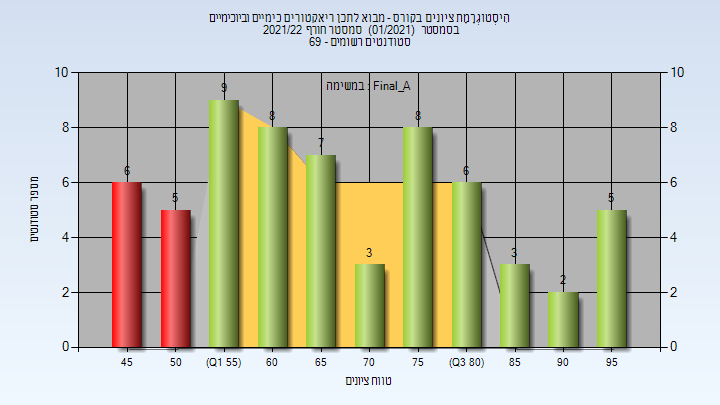 הִיסְטוֹגְרָמַת ציונים בקורס - מבוא לתכן ריאקטורים כימיים וביוכימיים
בסמסטר (01/2021) סמסטר חורף 2021/22
סטודנטים רשומים - 69
במשימה : Final_A
10 10
8 8
6 6
4 4
2 2
0 0
6 5 9 8 7 3 8 6 3 2 5
מספר סטודנטים
45 50 (Q1 55) 60 65 70 75 (Q3 80) 85 90 95
טווח ציונים